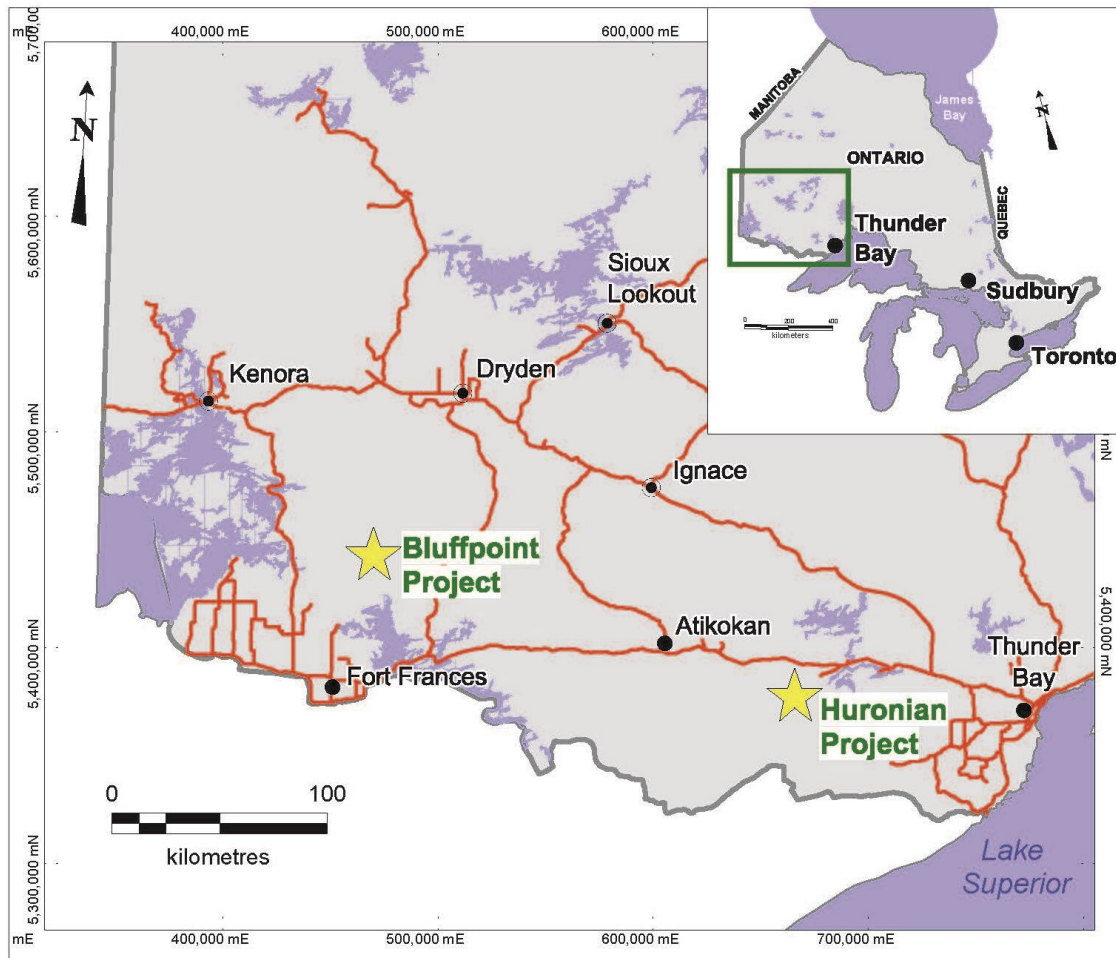 mE
400,000 mE
500,000 mE
600,000 mE
5,700
N
5,600,000 mN
5,500,000 mN
5,400,000 mN
5,300,000 mN
MANITOBA
James
Bay
N
ONTARIO
QUEBEC
Thunder
Bay
Sudbury
Toronto
0 200 400
kilometers
Sioux
Lookout
Kenora
Dryden
Ignace
mN
Bluffpoint
Project
5,400,000 mN
Atikokan
Thunder
Bay
Fort Frances
Huronian
Project
0 100
kilometres
Lake
Superior
mE
400,000 mE
500,000 mE
600,000 mE
700,000 mE